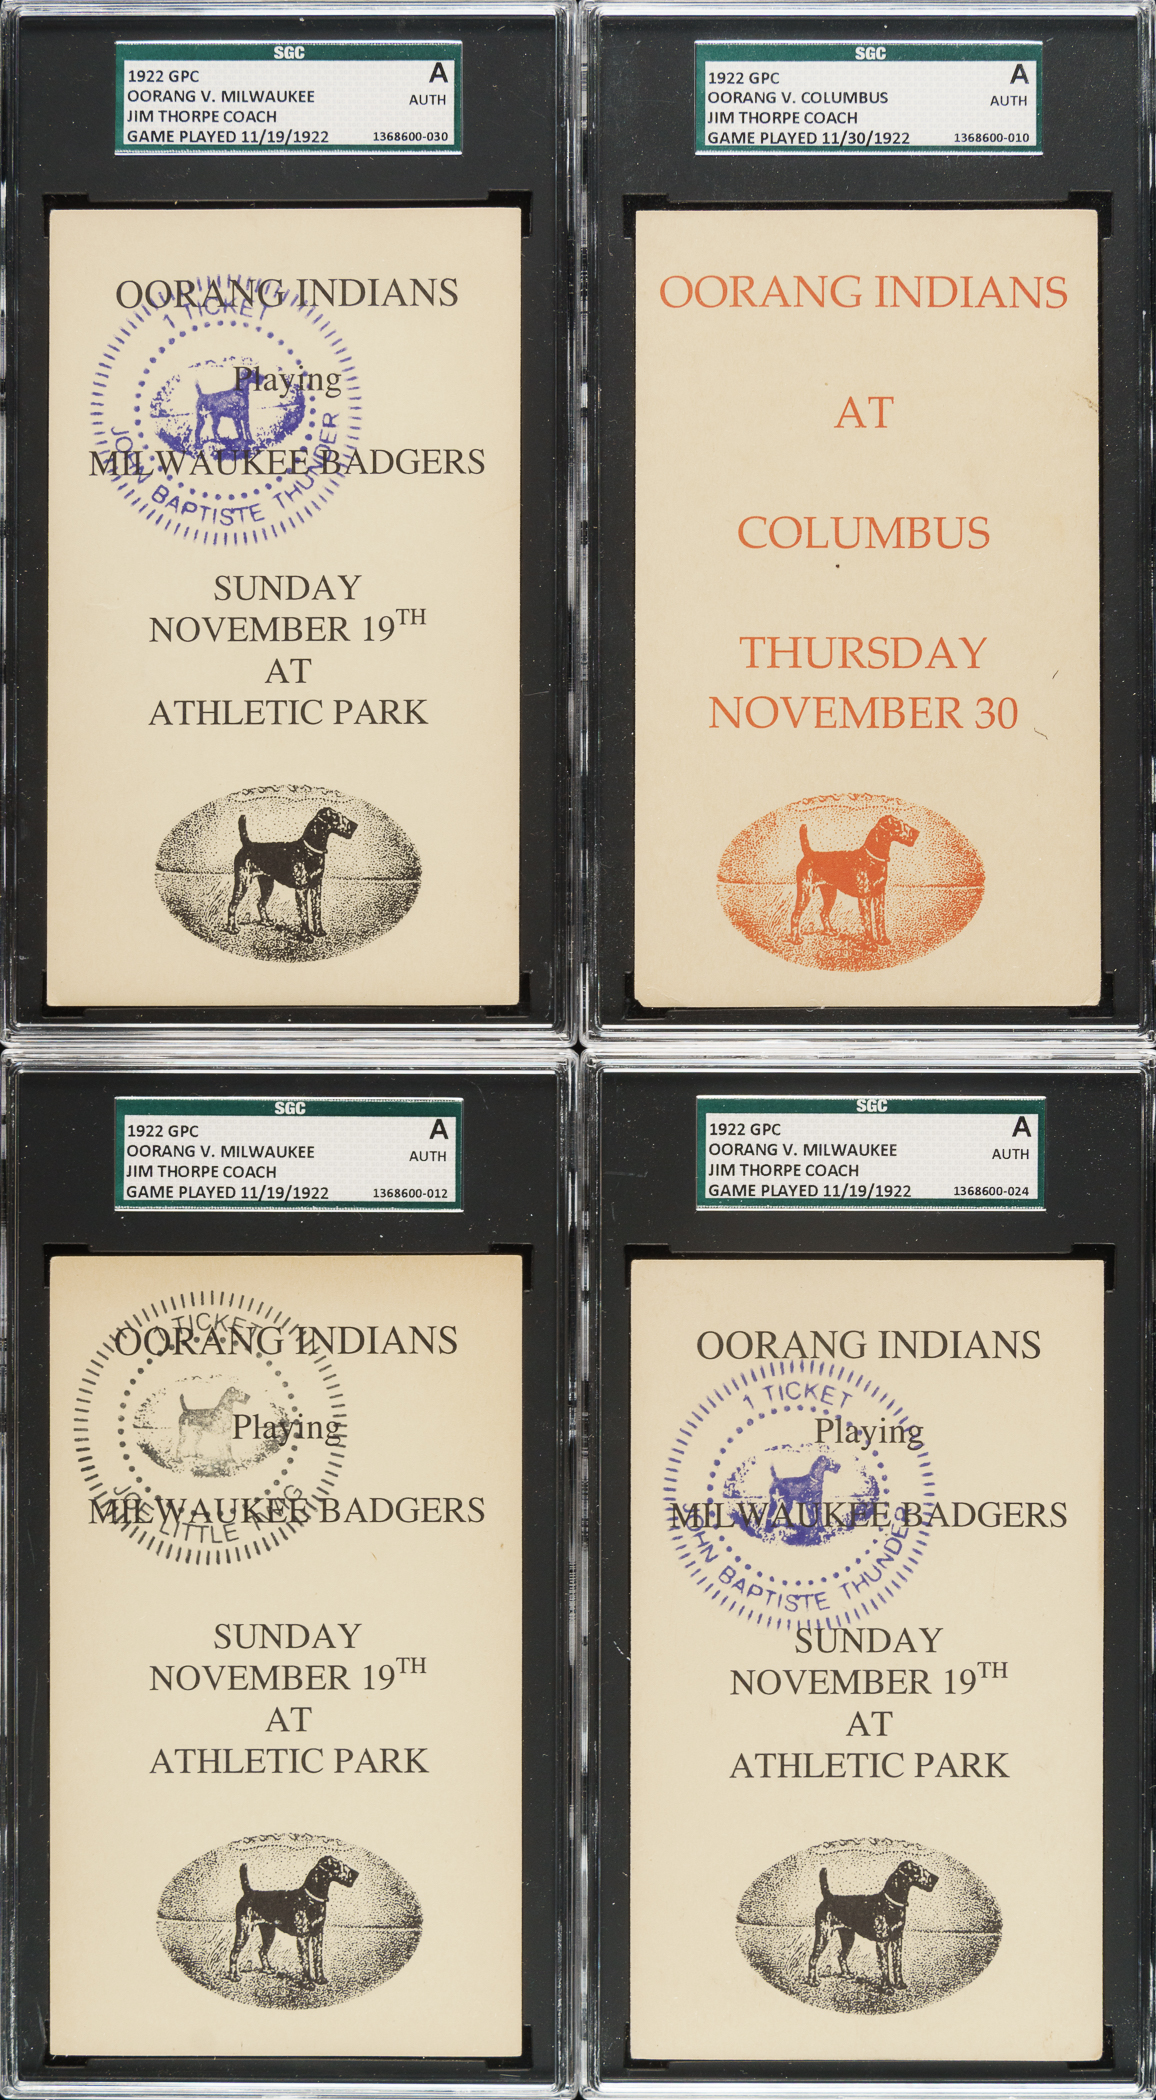 SGC
1922 GPC A
OORANG V. MILWAUKEE AUTH
JIM THORPE COACH
GAME PLAYED 11/19/1922 1368600-030
OORANG INDIANS
1 TICKET
Playing
MILWAUKEE BADGERS
JOHN BAPTISTE THUNDER
SUNDAY
NOVEMBER 19TH
AT
ATHLETIC PARK
SGC
1922 GPC A
OORANG V. COLUMBUS AUTH
JIM THORPE COACH
GAME PLAYED 11/30/1922 1368600-010
OORANG INDIANS
AT
COLUMBUS
THURSDAY
NOVEMBER 30
SGC
1922 GPC A
OORANG V. MILWAUKEE AUTH
JIM THORPE COACH
GAME PLAYED 11/19/1922 1368600-012
TICKET
OORANG INDIANS
Playing
MILWAUKEE BADGERS
JOE LITTLE TWIG
SUNDAY
NOVEMBER 19TH
AT
ATHLETIC PARK
SGC
1922 GPC A
OORANG V. MILWAUKEE AUTH
JIM THORPE COACH
GAME PLAYED 11/19/1922 1368600-024
OORANG INDIANS
1 TICKET
Playing
MILWAUKEE BADGERS
JOHN BAPTISTE THUNDER
SUNDAY
NOVEMBER 19TH
AT
ATHLETIC PARK